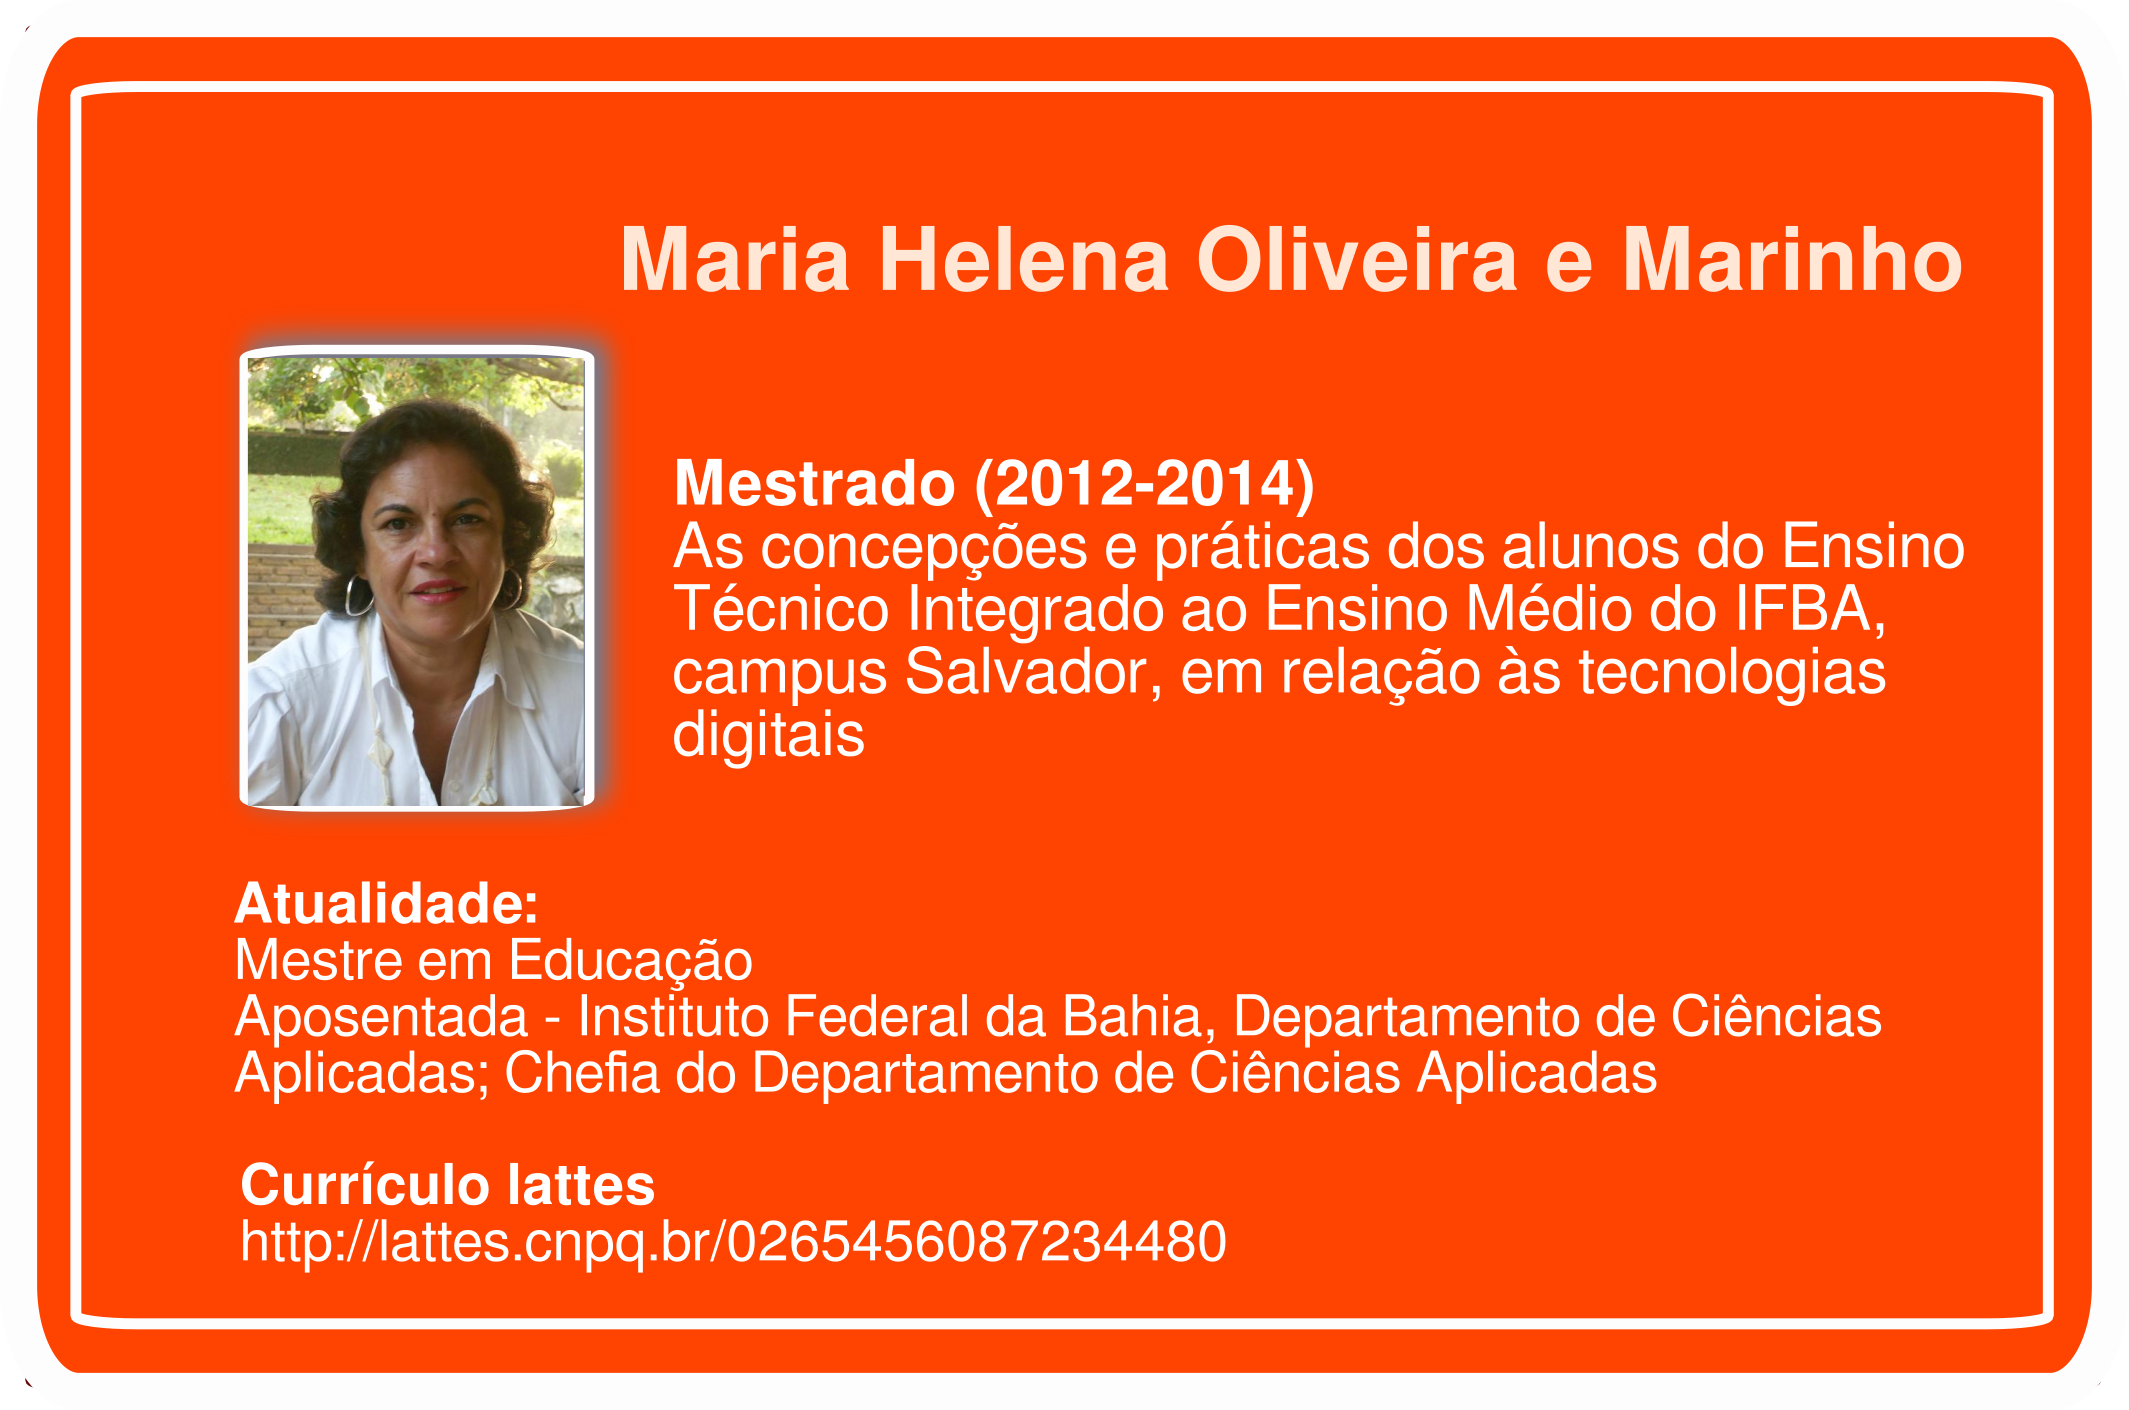 Maria Helena Oliveira e Marinho
Mestrado (2012-2014)
As concepções e práticas dos alunos do Ensino
Técnico Integrado ao Ensino Médio do IFBA,
campus Salvador, em relação às tecnologias
digitais
Atualidade:
Mestre em Educação
Aposentada - Instituto Federal da Bahia, Departamento de Ciências
Aplicadas; Chefia do Departamento de Ciências Aplicadas
Currículo lattes
http://lattes.cnpq.br/0265456087234480